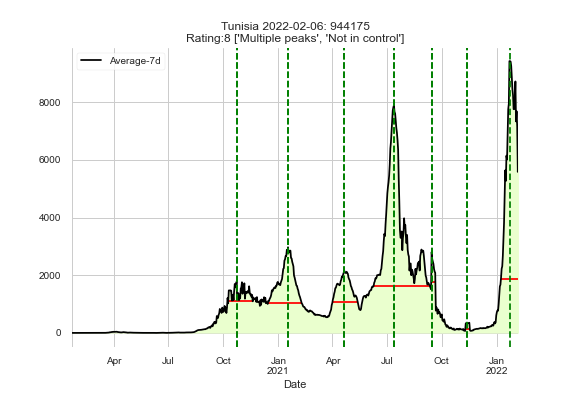 Tunisia 2022-02-06: 944175
Rating:8 ['Multiple peaks', 'Not in control']
Average-7d
8000
6000
4000
2000
0
Apr
Jul
Oct
Jan
2021
Apr
Jul
Oct
Jan
2022
Date